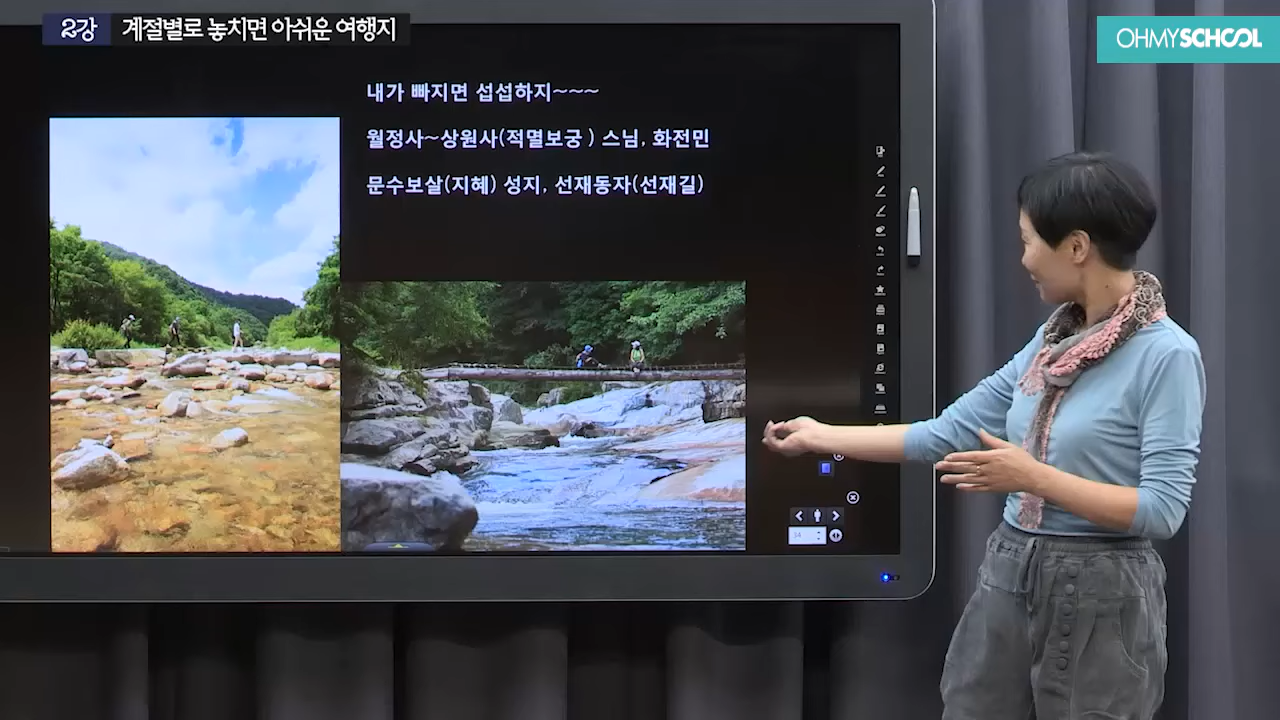 2강 계절별로 놓치면 아쉬운 여행지
OHMYSCHOOL
내가 빠지면 섭섭하지~~~
월정사~상원사(적멸보궁 ) 스님, 화전민
문수보살(지혜) 성지, 선재동자(선재길)
34